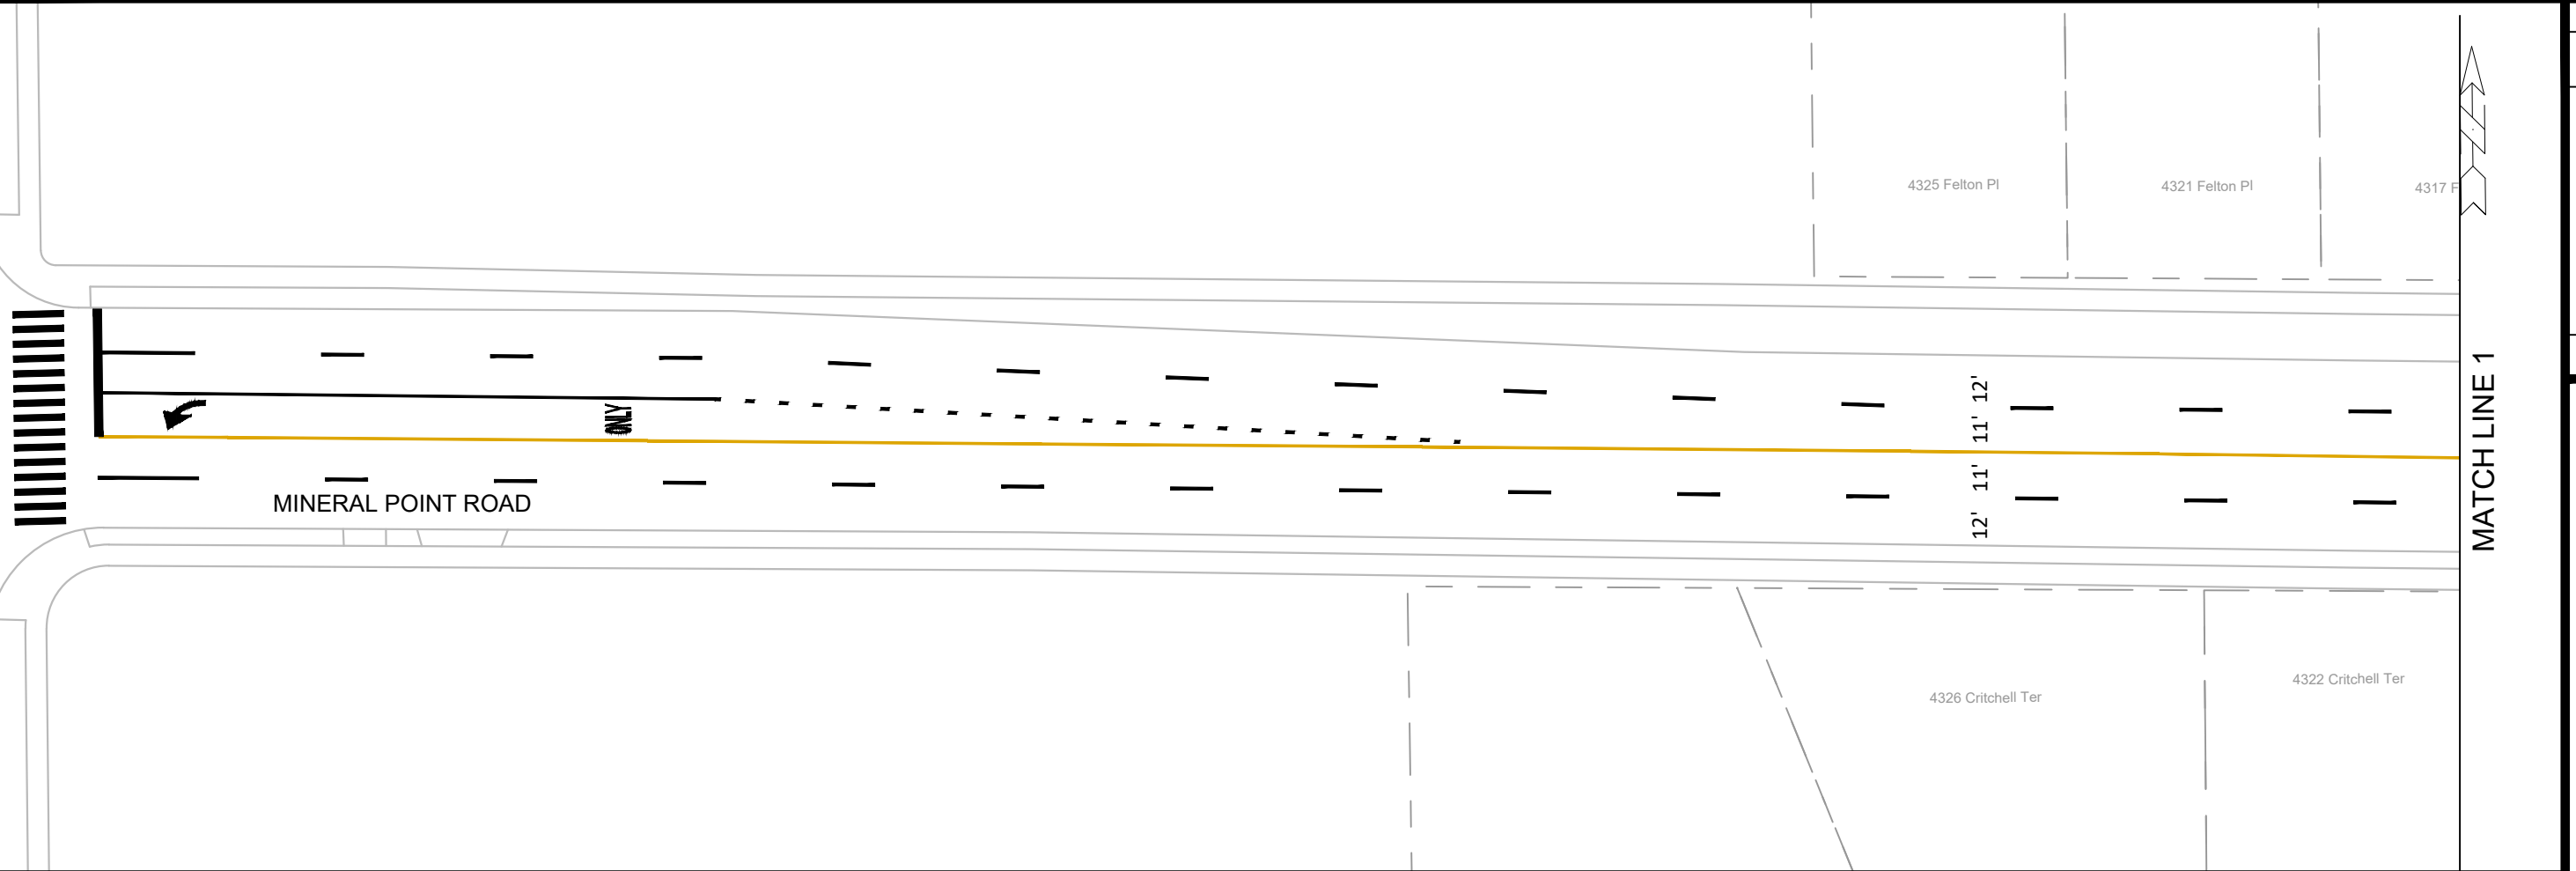 4325 Felton Pl
4321 Felton Pl
4317 F
12'
11'
11'
12'
ONLY
MINERAL POINT ROAD
MATCH LINE 1
4326 Critchell Ter
4322 Critchell Ter